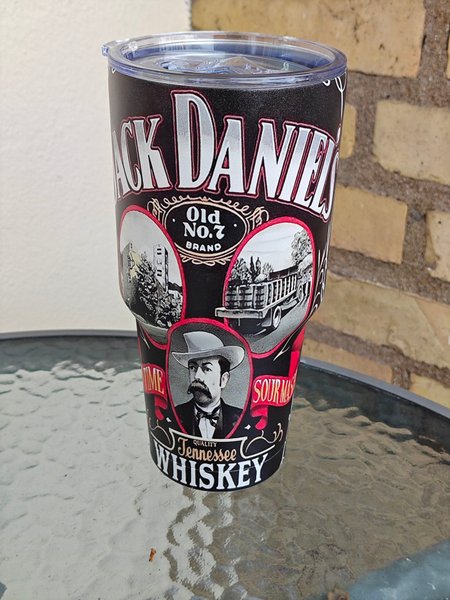 ACK DANIEL'S
Old
No.7
BRAND
TIME
SOUR MAS
QUALITY
Tennessee
WHISKEY